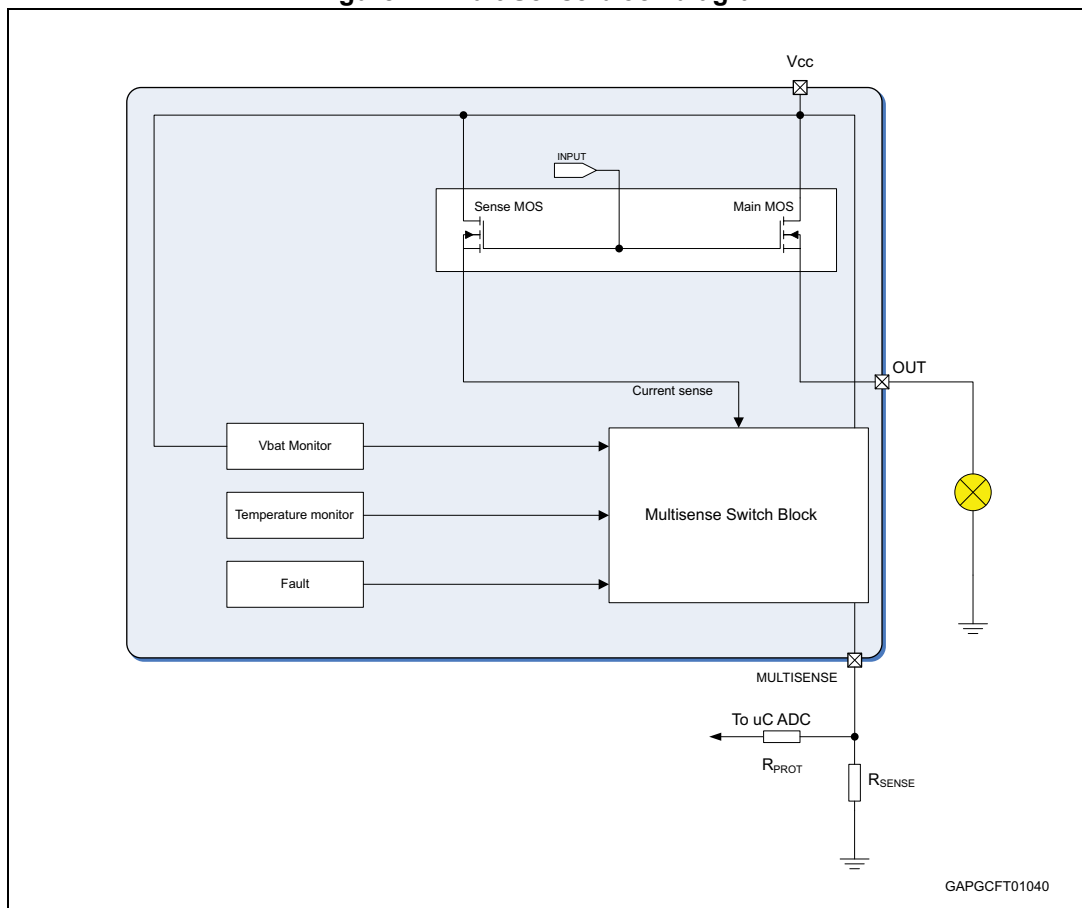 Vcc
INPUT
Sense MOS
Main MOS
OUT
Current sense
Vbat Monitor
Temperature monitor
Multisense Switch Block
Fault
MULTISENSE
To uC ADC
RPROT
RSENSE
GAPGCFT01040